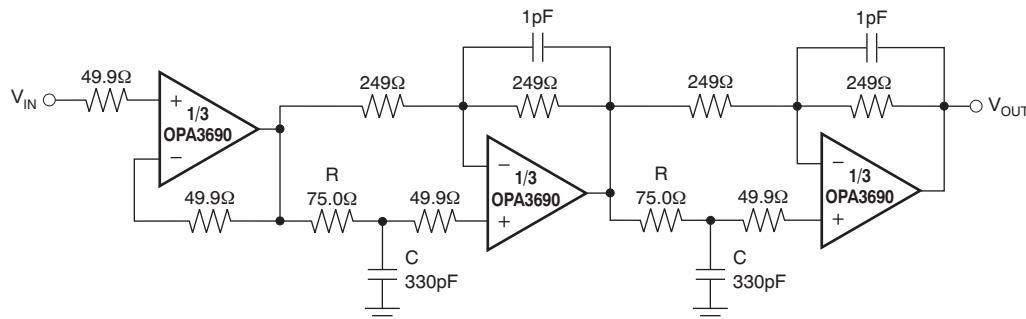 1pF
1pF
49.9Ω
249Ω
249Ω
249Ω
249Ω
V_IN
+
1/3
OPA3690
−
V_OUT
49.9Ω
R
75.0Ω
49.9Ω
−
1/3
OPA3690
+
R
75.0Ω
49.9Ω
−
1/3
OPA3690
+
C
330pF
C
330pF